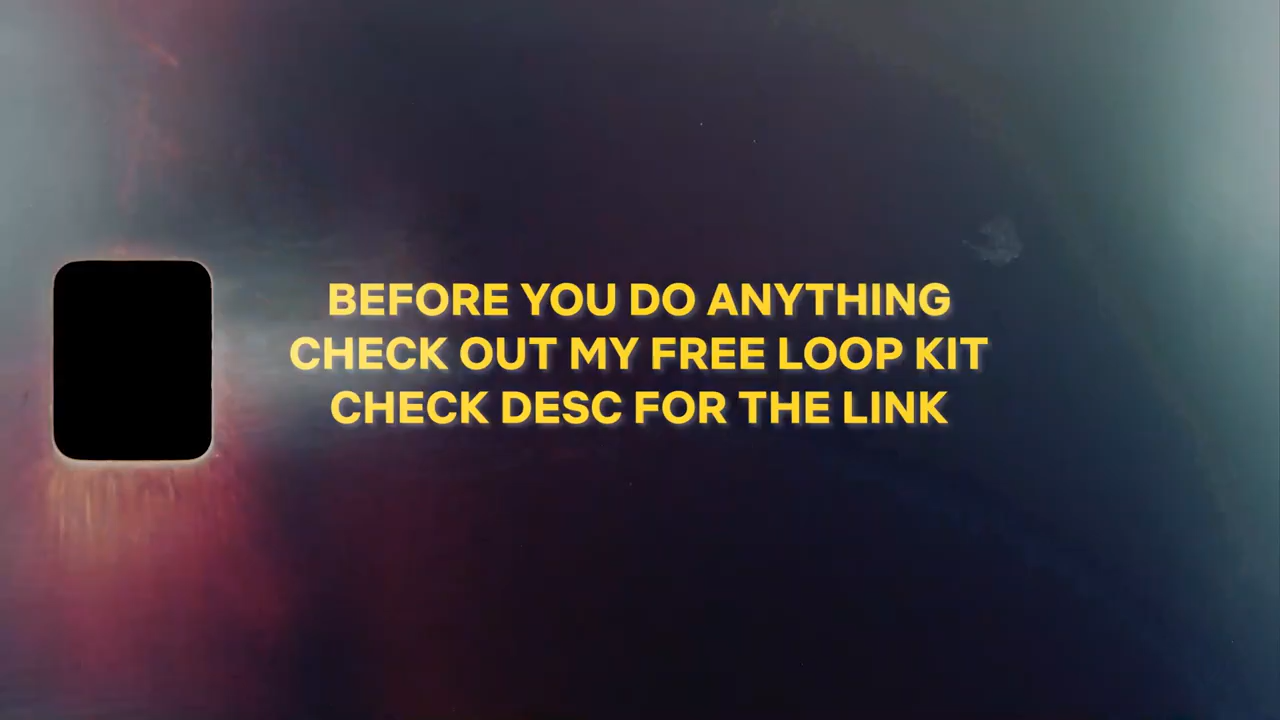 BEFORE YOU DO ANYTHING
CHECK OUT MY FREE LOOP KIT
CHECK DESC FOR THE LINK